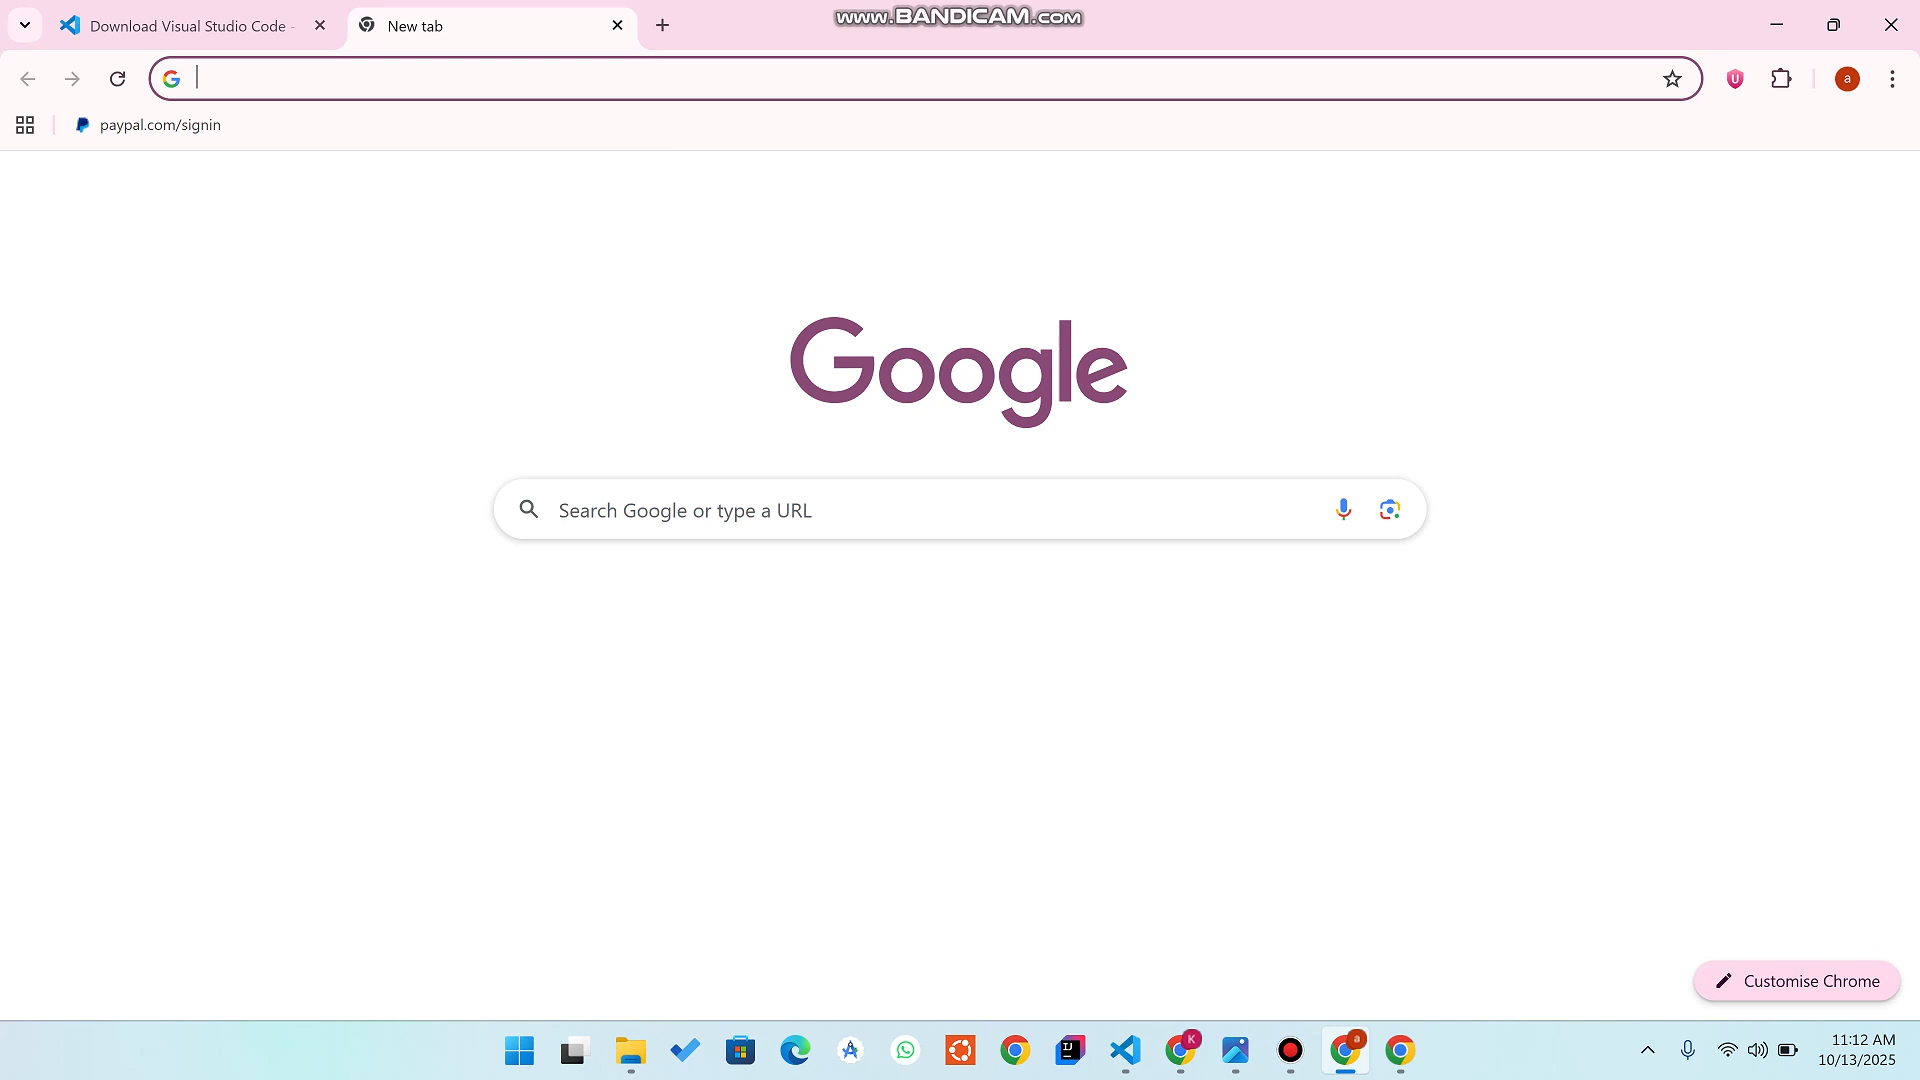 Download Visual Studio Code -
New tab
www.BANDICAM.com
a
paypal.com/signin
Google
Search Google or type a URL
Customise Chrome
K
a
11:12 AM
10/13/2025